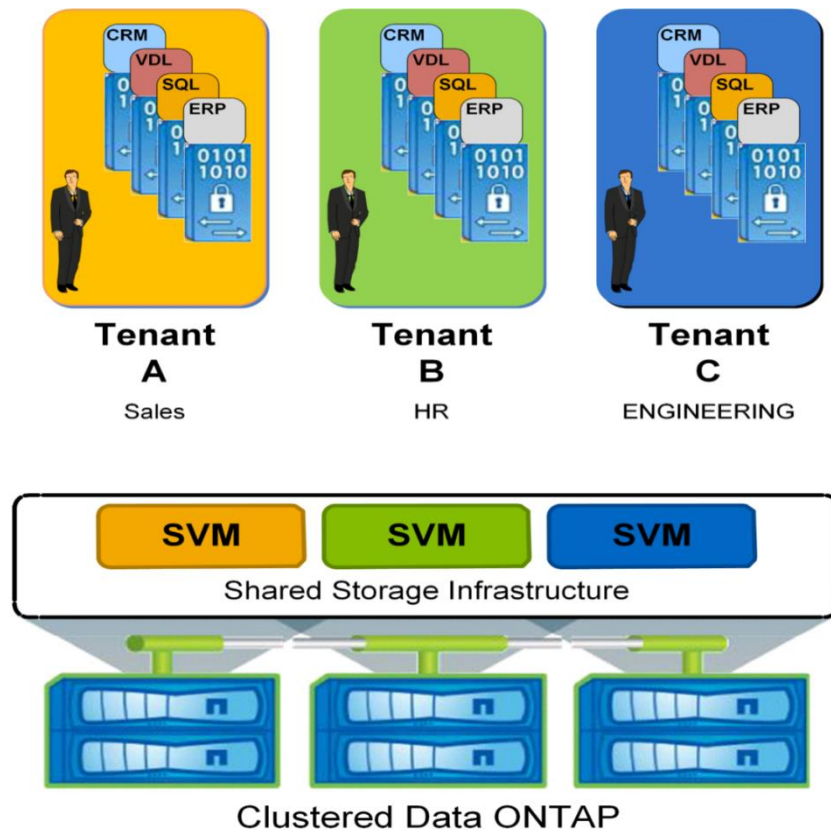 CRM
VDL
SQL
ERP
0101
1010
CRM
VDL
SQL
ERP
0101
1010
CRM
VDL
SQL
ERP
0101
1010
Tenant
A
Sales
Tenant
B
HR
Tenant
C
ENGINEERING
SVM SVM SVM
Shared Storage Infrastructure
Clustered Data ONTAP